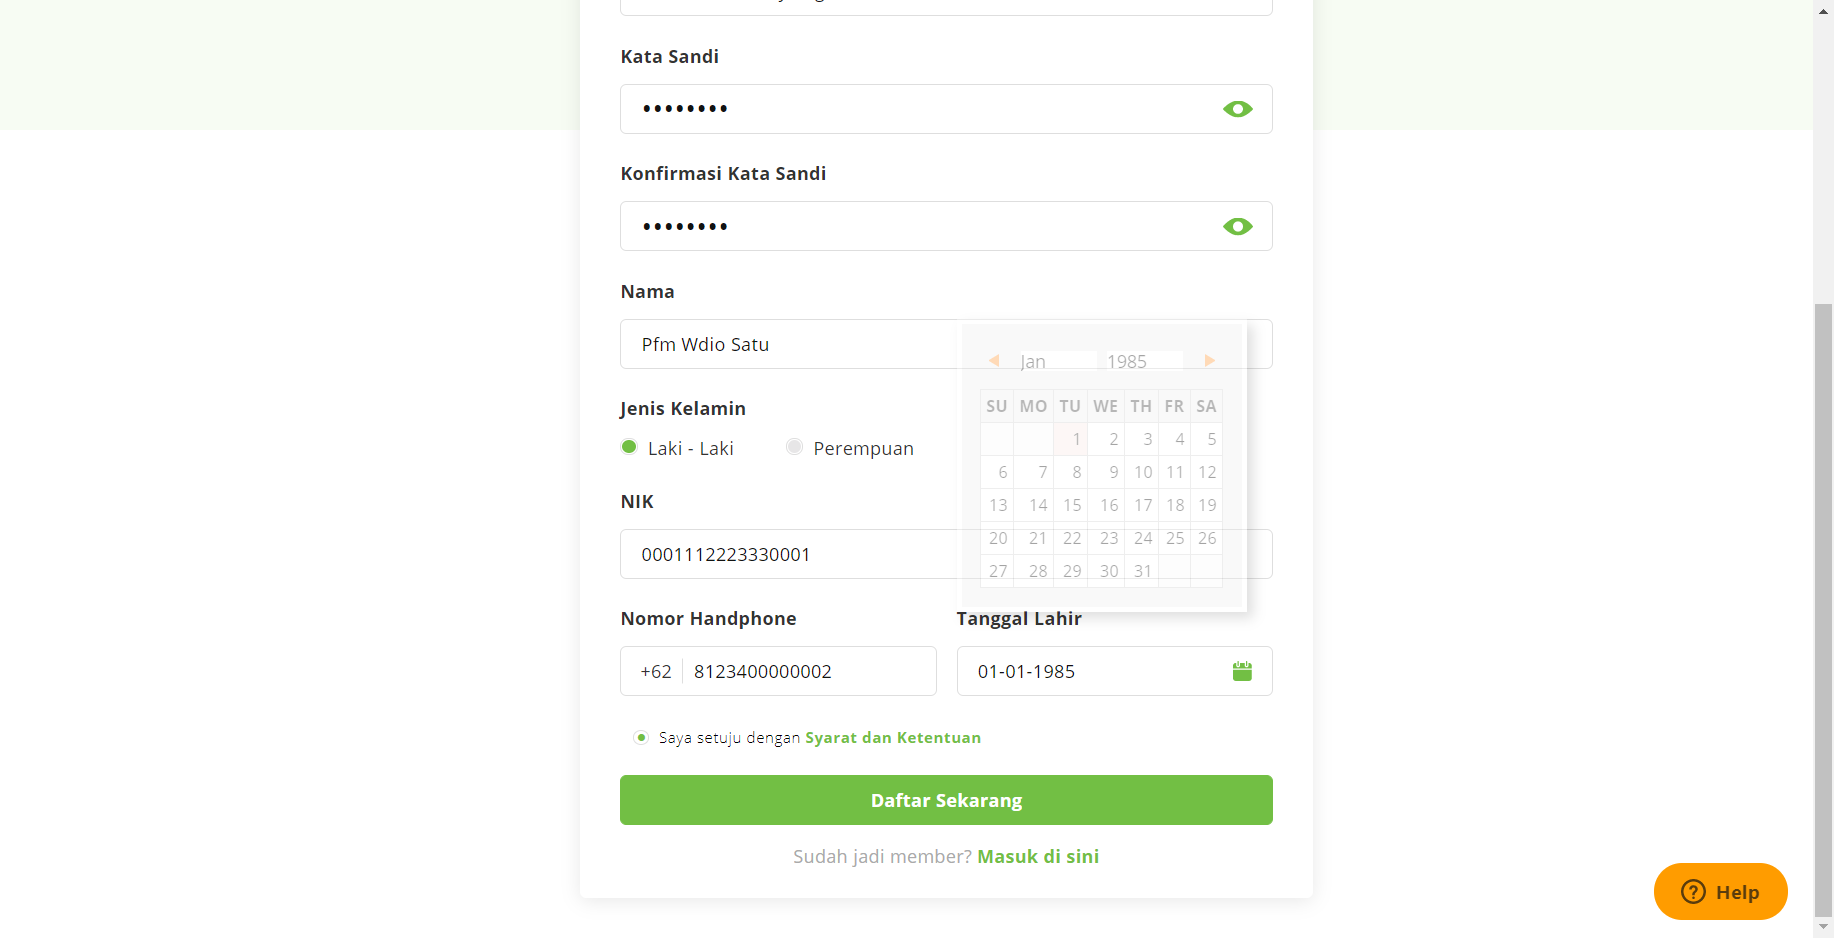 Kata Sandi
••••••••
Konfirmasi Kata Sandi
••••••••
Nama
Pfm Wdio Satu
Jan 1985
Jenis Kelamin
Laki - Laki Perempuan
SU MO TU WE TH FR SA
1 2 3 4 5
6 7 8 9 10 11 12
13 14 15 16 17 18 19
20 21 22 23 24 25 26
27 28 29 30 31
NIK
0001112223330001
Nomor Handphone
+62 8123400000002
Tanggal Lahir
01-01-1985
Saya setuju dengan Syarat dan Ketentuan
Daftar Sekarang
Sudah jadi member? Masuk di sini
Help